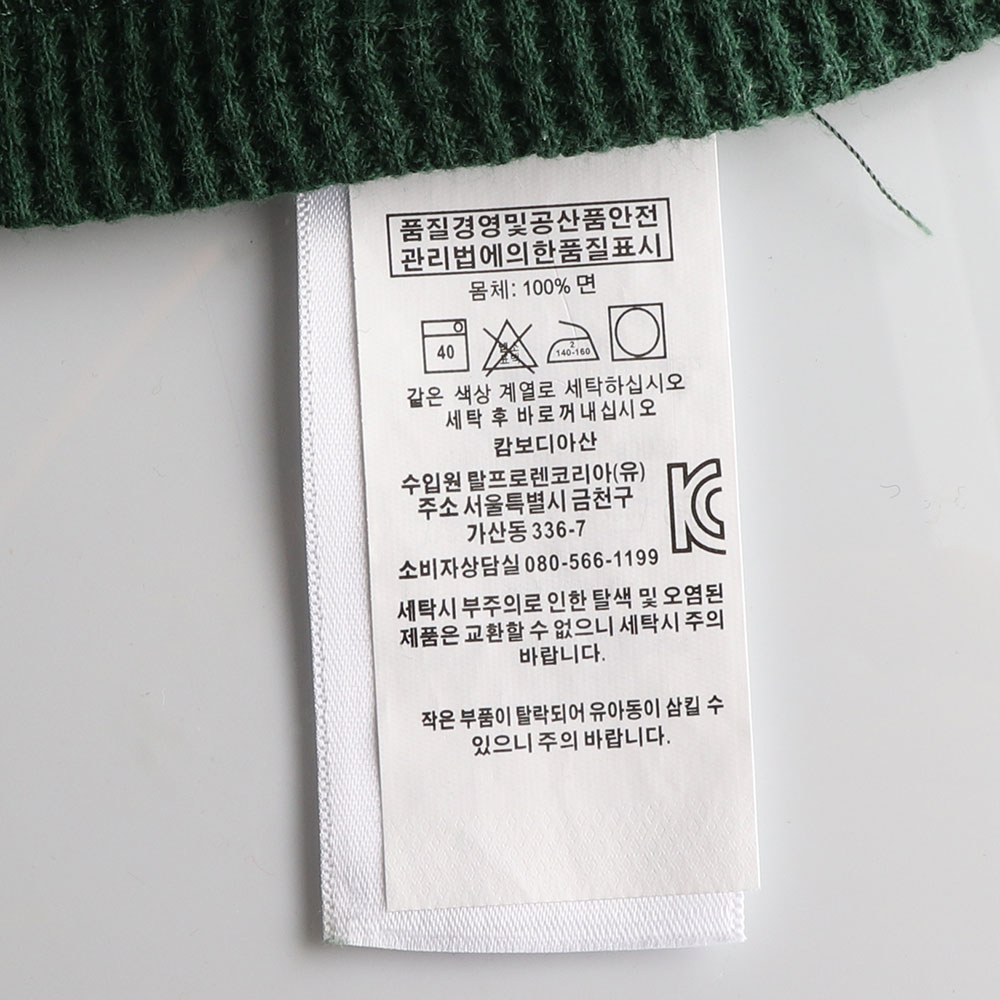 품질경영및공산품안전
관리법에의한품질표시
몸체: 100% 면
40
염소
표백
2
140-160
같은 색상 계열로 세탁하십시오
세탁 후 바로꺼내십시오
캄보디아산
수입원 랄프로렌코리아(유)
주소 서울특별시 금천구
가산동 336-7
소비자상담실 080-566-1199
세탁시 부주의로 인한 탈색 및 오염된
제품은 교환할 수 없으니 세탁시 주의
바랍니다.
작은 부품이 탈락되어 유아동이 삼킬 수
있으니 주의 바랍니다.